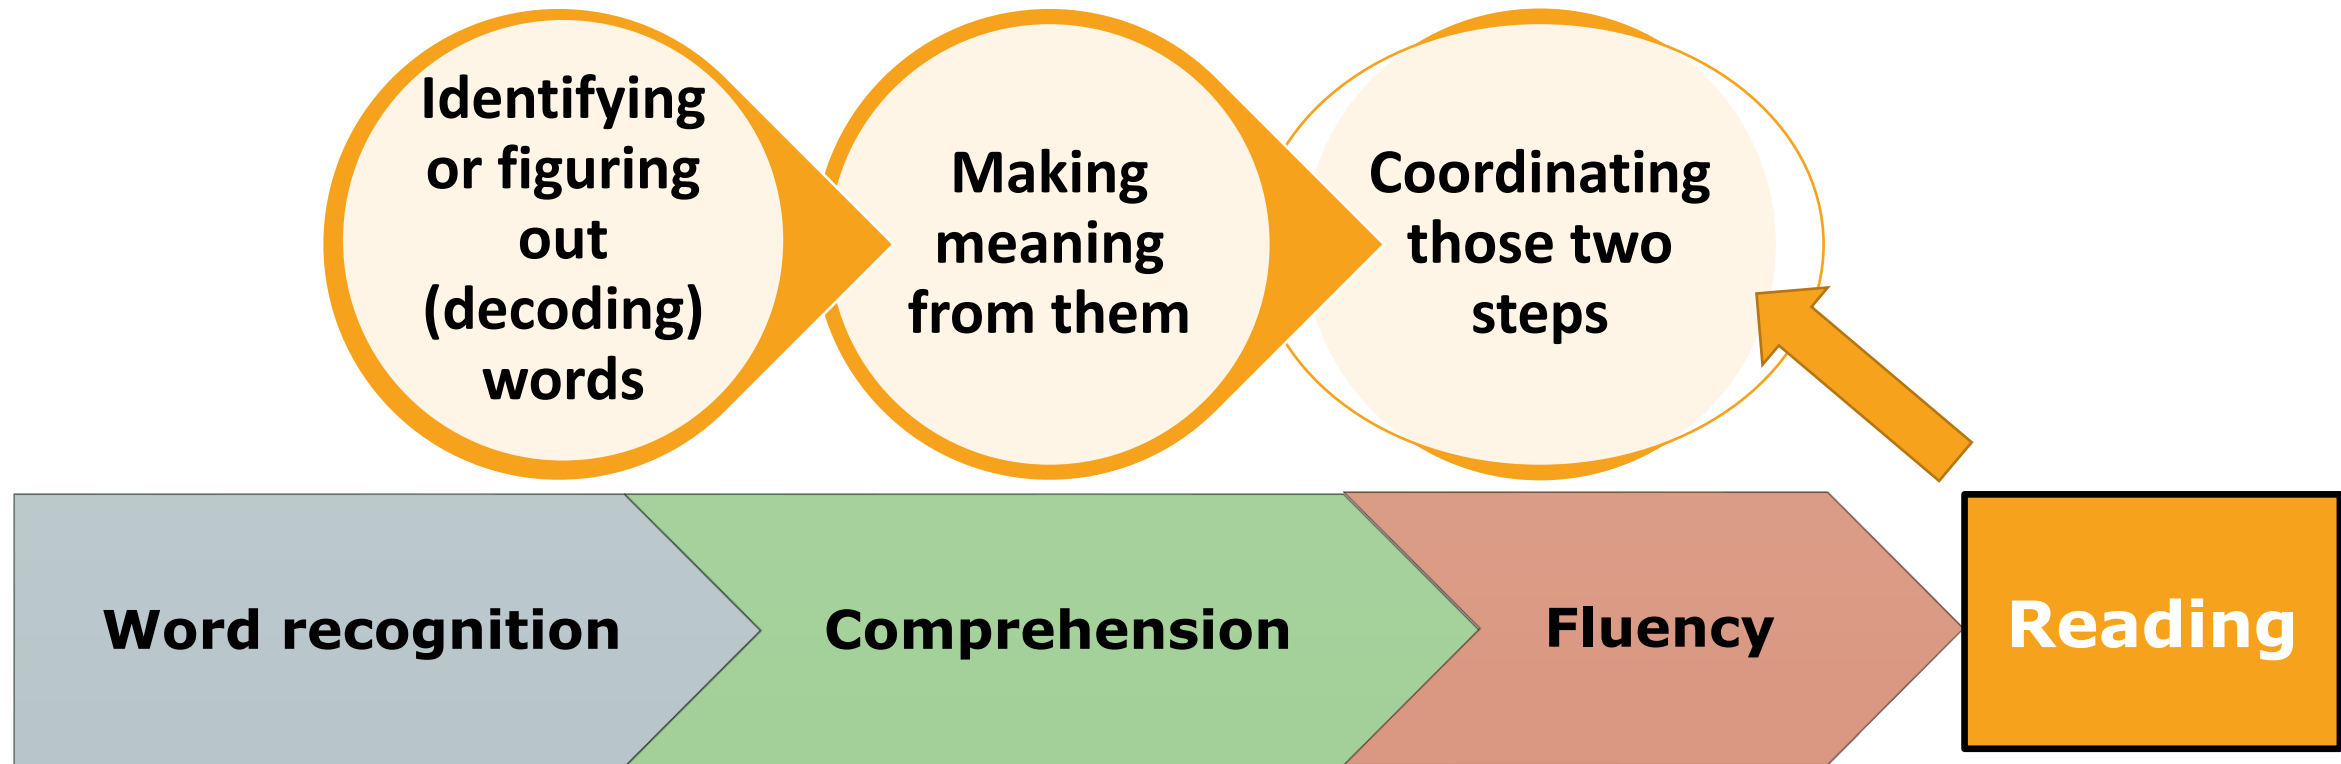 Identifying
or figuring
out
(decoding)
words
Making
meaning
from them
Coordinating
those two
steps
Word recognition
Comprehension
Fluency
Reading